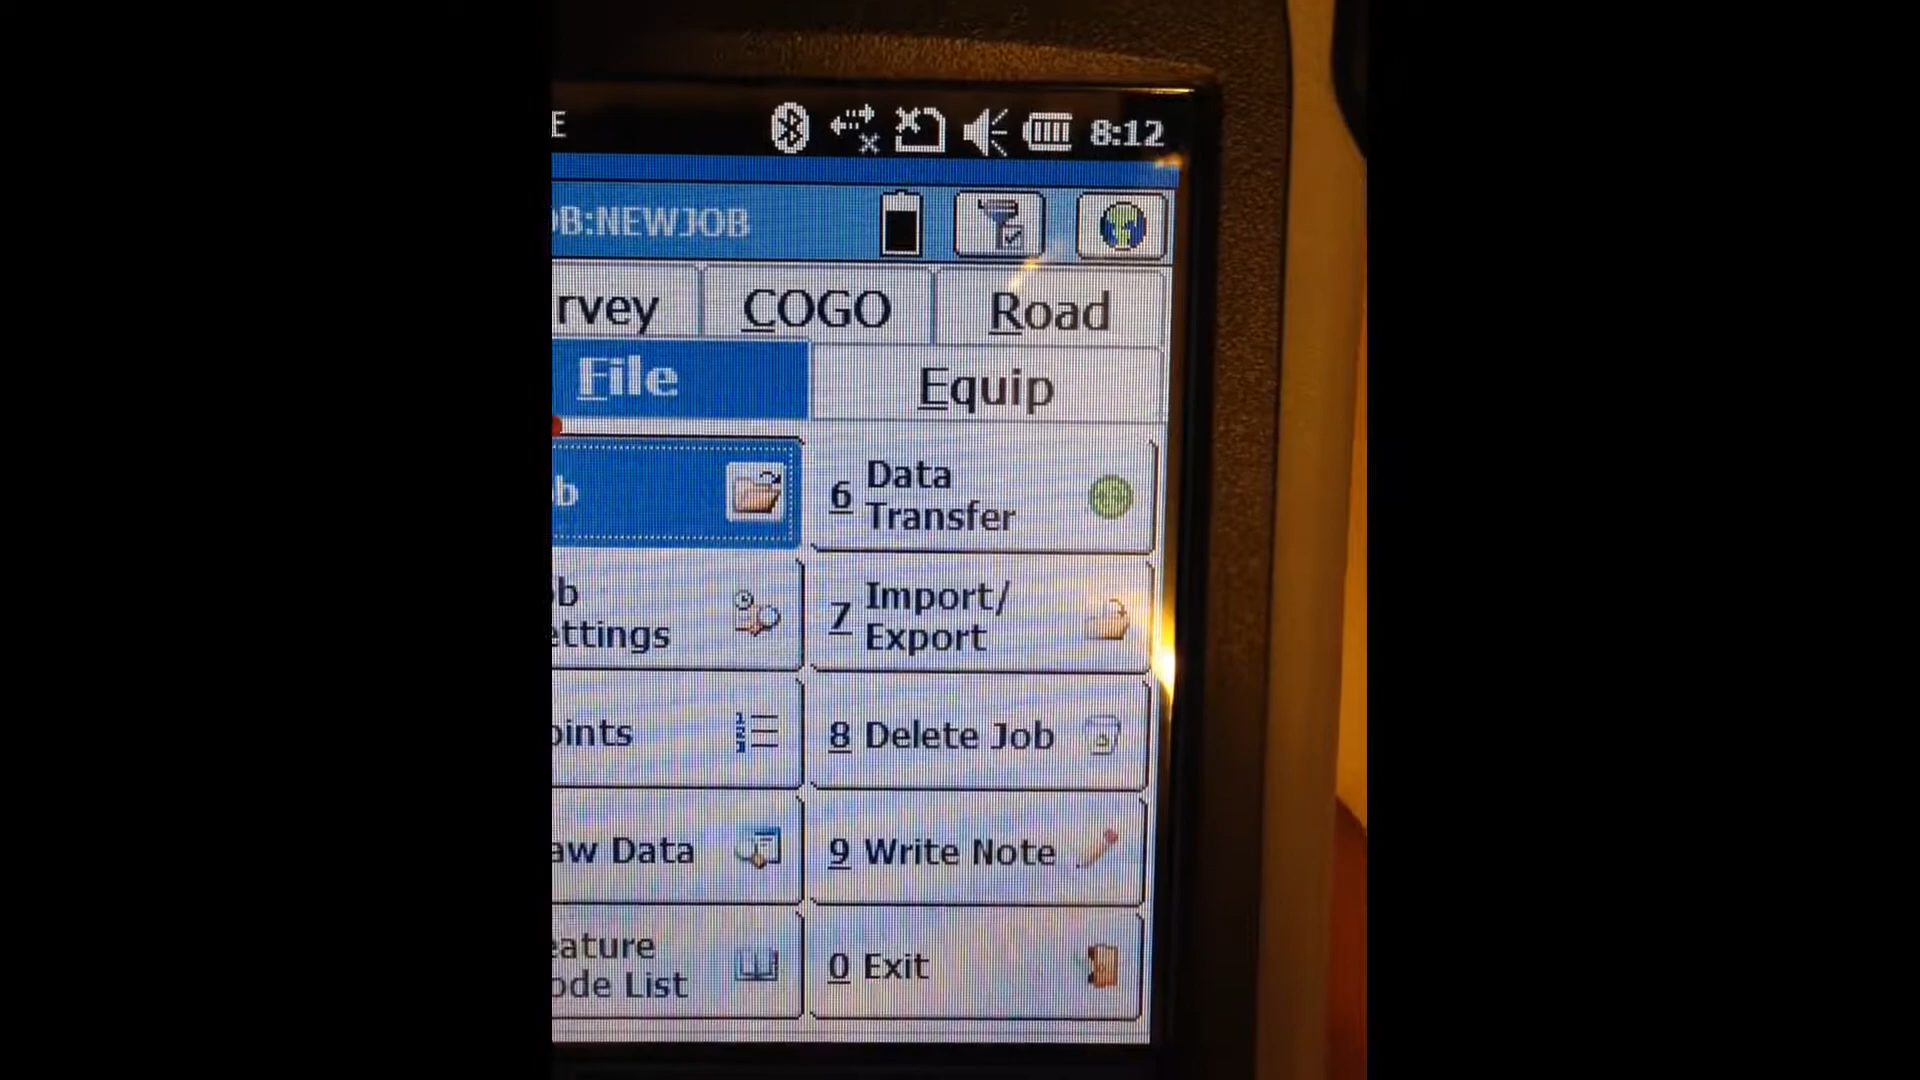 E 8:12
OB:NEWJOB
rvey COGO Road
File Equip
b
6 Data
Transfer
b
ettings
7 Import/
Export
oints
8 Delete Job
aw Data
9 Write Note
eature
ode List
0 Exit